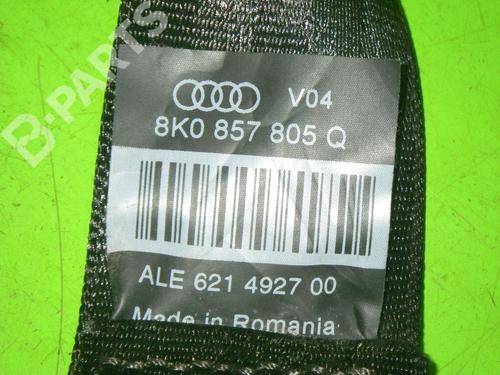 B-PARTS
V04
8K0 857 805 Q
ALE 621 4927 00
Made in Romania